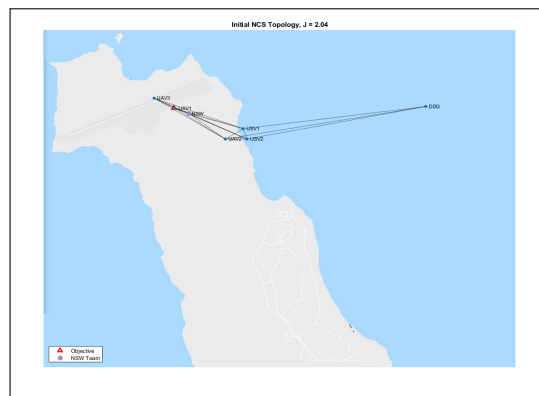 Initial NCS Topology, J = 2.04
UAV3
UAV1
NSW
DDG
USV1
UAV2
USV2
Objective
NSW Team